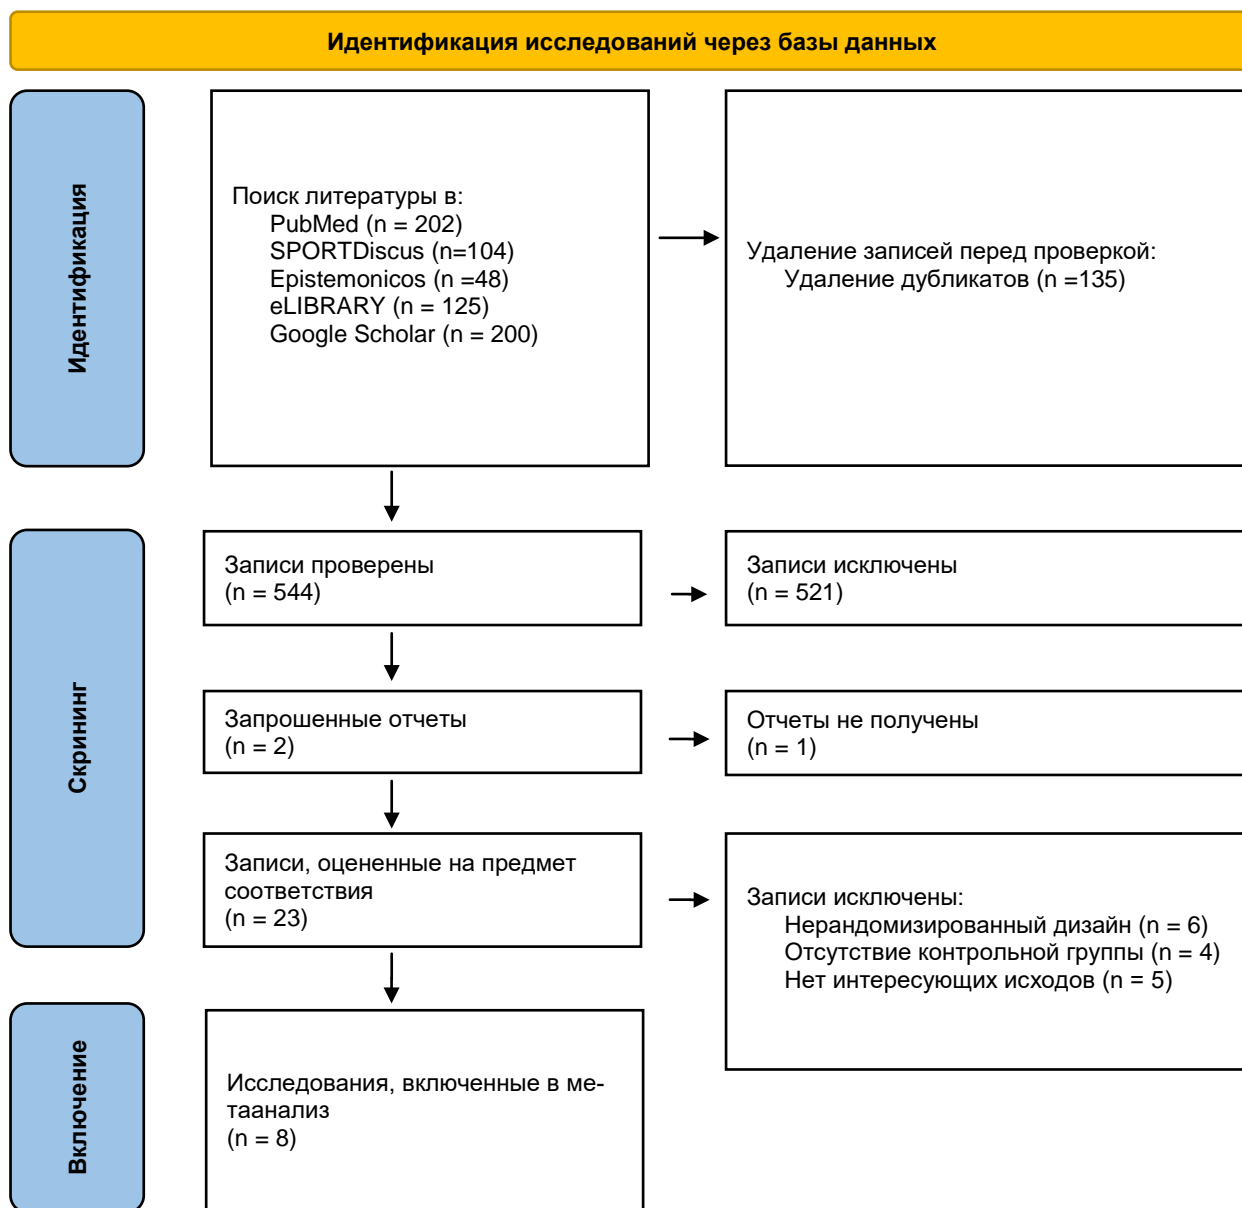 Идентификация исследований через базы данных
Идентификация
Поиск литературы в:
PubMed (n = 202)
SPORTDiscus (n=104)
Epistemonicos (n =48)
eLIBRARY (n = 125)
Google Scholar (n = 200)
Удаление записей перед проверкой:
Удаление дубликатов (n =135)
Скрининг
Записи проверены
(n = 544)
Записи исключены
(n = 521)
Запрошенные отчеты
(n = 2)
Отчеты не получены
(n = 1)
Записи, оцененные на предмет
соответствия
(n = 23)
Записи исключены:
Нерандомизированный дизайн (n = 6)
Отсутствие контрольной группы (n = 4)
Нет интересующих исходов (n = 5)
Включение
Исследования, включенные в ме-
таанализ
(n = 8)